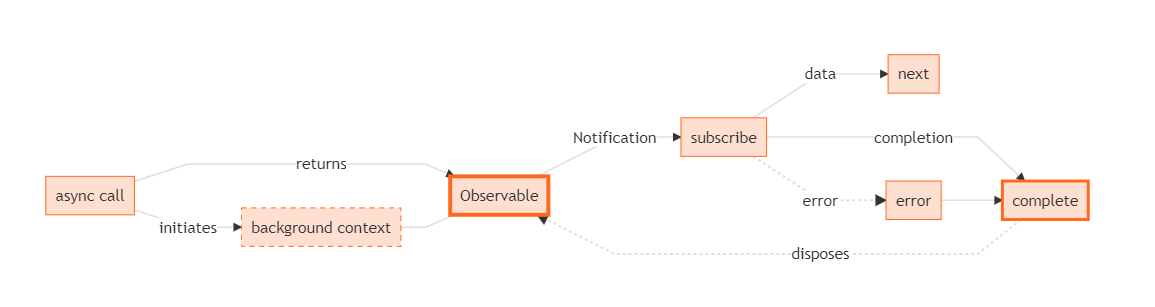 data
next
Notification
subscribe
completion
returns
async call
Observable
error
error
complete
initiates
background context
disposes